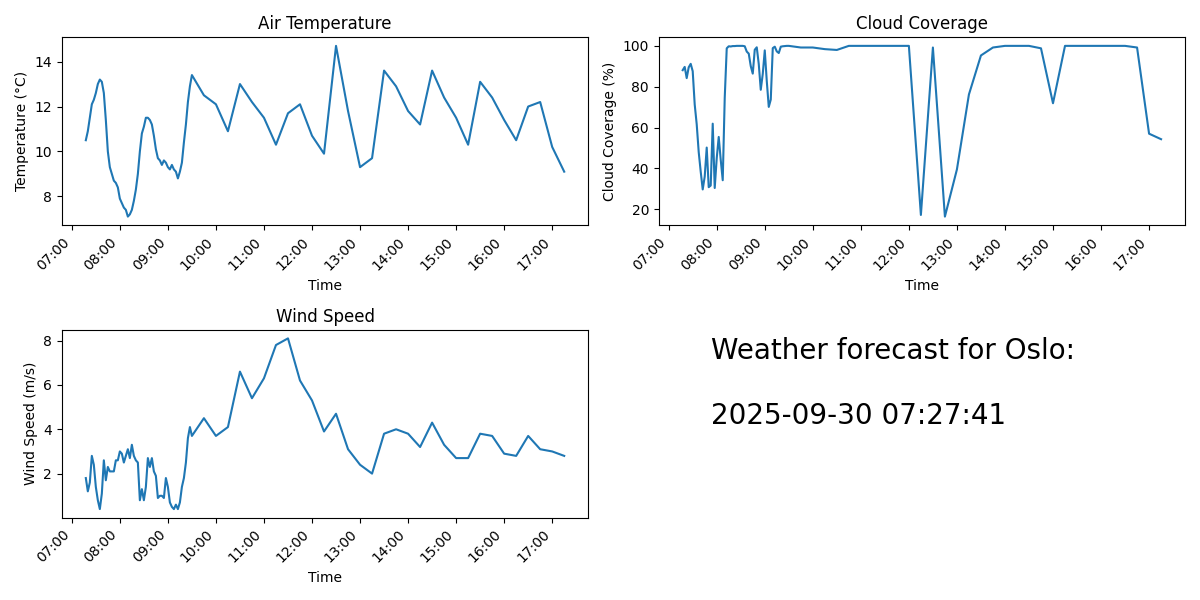 Air Temperature
Temperature (°C)
14
12
10
8
07:00 08:00 09:00 10:00 11:00 12:00 13:00 14:00 15:00 16:00 17:00
Time
Cloud Coverage
Cloud Coverage (%)
100
80
60
40
20
07:00 08:00 09:00 10:00 11:00 12:00 13:00 14:00 15:00 16:00 17:00
Time
Wind Speed
Wind Speed (m/s)
8
6
4
2
07:00 08:00 09:00 10:00 11:00 12:00 13:00 14:00 15:00 16:00 17:00
Time
Weather forecast for Oslo:
2025-09-30 07:27:41